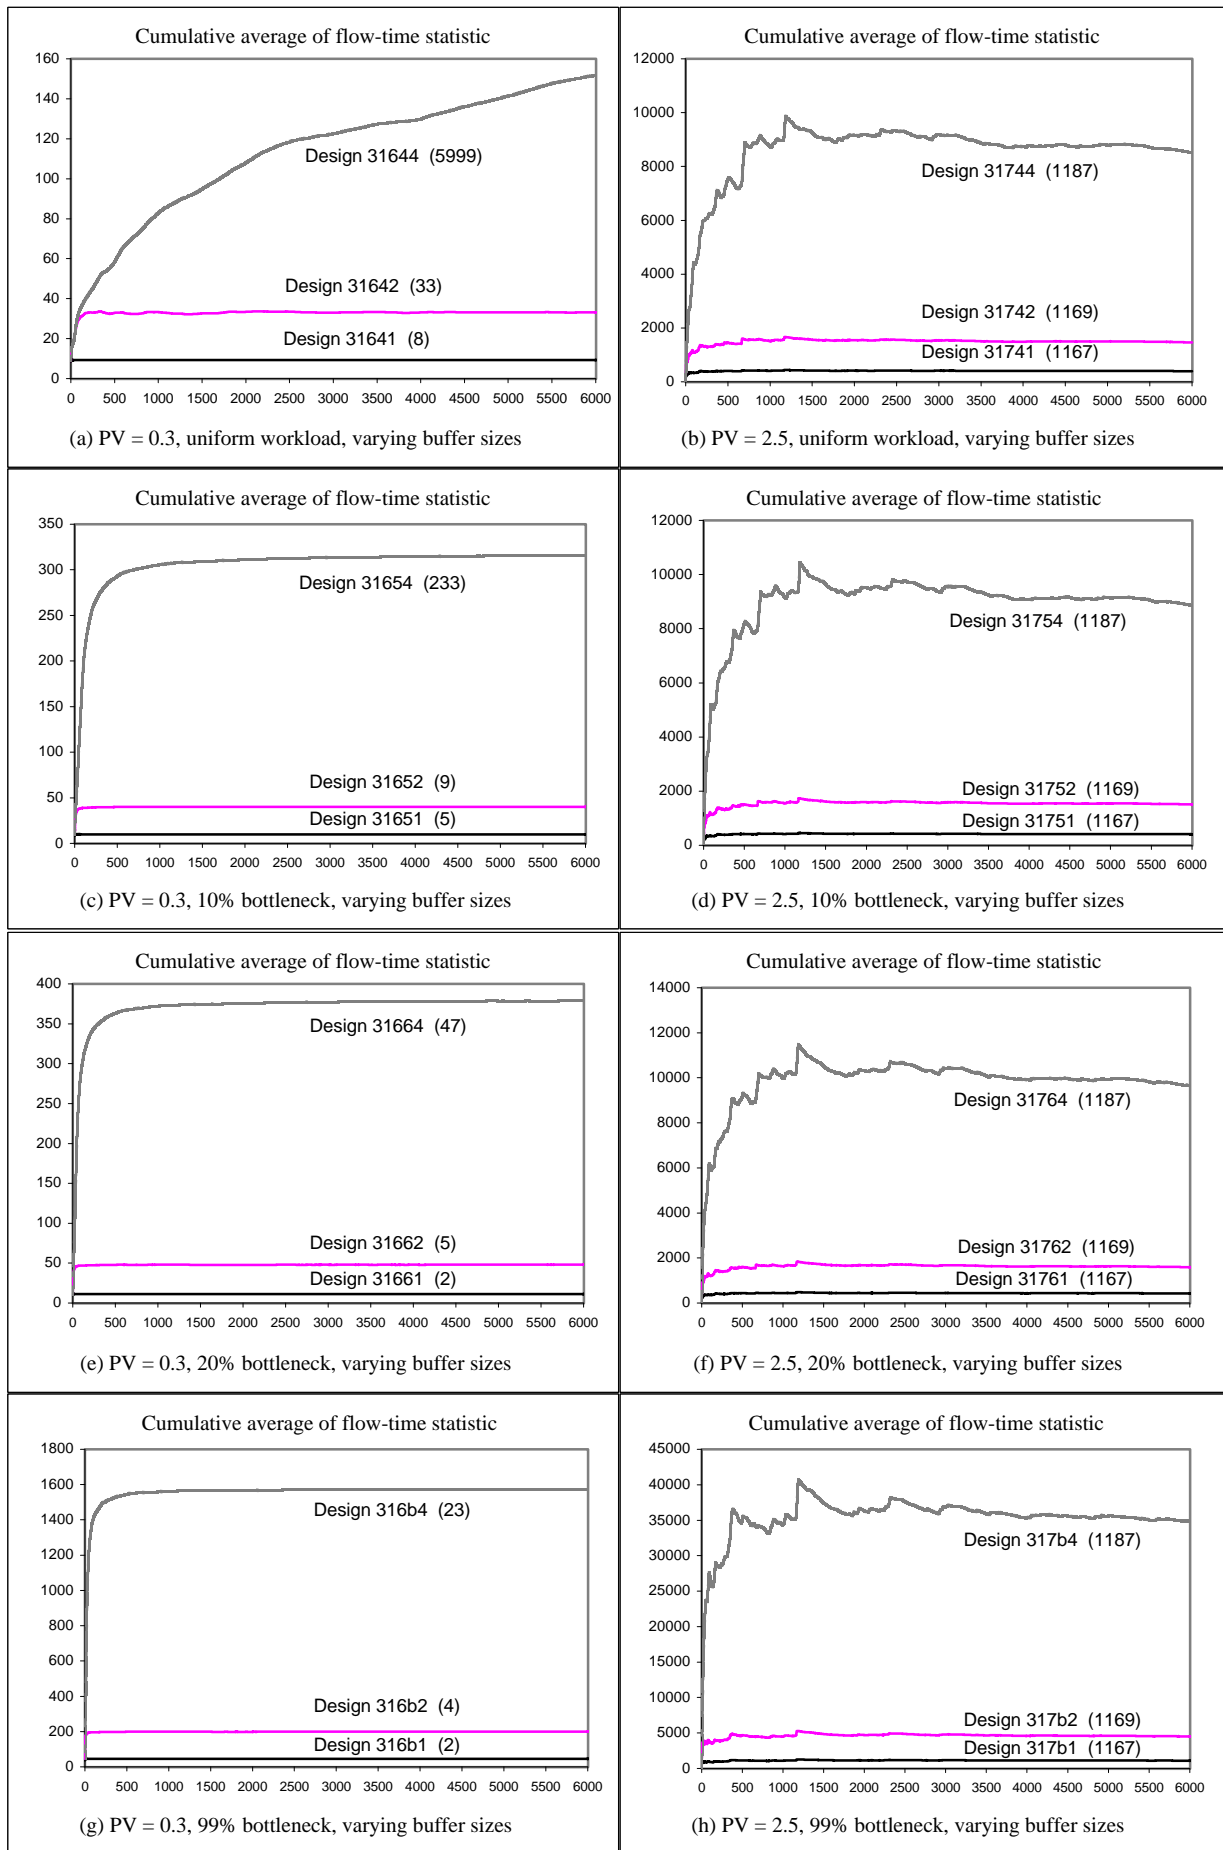 Cumulative average of flow-time statistic
160
140
120
100
80
60
40
20
0
Design 31644 (5999)
Design 31642 (33)
Design 31641 (8)
0 500 1000 1500 2000 2500 3000 3500 4000 4500 5000 5500 6000
(a) PV = 0.3, uniform workload, varying buffer sizes
Cumulative average of flow-time statistic
12000
10000
8000
6000
4000
2000
0
Design 31744 (1187)
Design 31742 (1169)
Design 31741 (1167)
0 500 1000 1500 2000 2500 3000 3500 4000 4500 5000 5500 6000
(b) PV = 2.5, uniform workload, varying buffer sizes
Cumulative average of flow-time statistic
350
300
250
200
150
100
50
0
Design 31654 (233)
Design 31652 (9)
Design 31651 (5)
0 500 1000 1500 2000 2500 3000 3500 4000 4500 5000 5500 6000
(c) PV = 0.3, 10% bottleneck, varying buffer sizes
Cumulative average of flow-time statistic
12000
10000
8000
6000
4000
2000
0
Design 31754 (1187)
Design 31752 (1169)
Design 31751 (1167)
0 500 1000 1500 2000 2500 3000 3500 4000 4500 5000 5500 6000
(d) PV = 2.5, 10% bottleneck, varying buffer sizes
Cumulative average of flow-time statistic
400
350
300
250
200
150
100
50
0
Design 31664 (47)
Design 31662 (5)
Design 31661 (2)
0 500 1000 1500 2000 2500 3000 3500 4000 4500 5000 5500 6000
(e) PV = 0.3, 20% bottleneck, varying buffer sizes
Cumulative average of flow-time statistic
14000
12000
10000
8000
6000
4000
2000
0
Design 31764 (1187)
Design 31762 (1169)
Design 31761 (1167)
0 500 1000 1500 2000 2500 3000 3500 4000 4500 5000 5500 6000
(f) PV = 2.5, 20% bottleneck, varying buffer sizes
Cumulative average of flow-time statistic
1800
1600
1400
1200
1000
800
600
400
200
0
Design 316b4 (23)
Design 316b2 (4)
Design 316b1 (2)
0 500 1000 1500 2000 2500 3000 3500 4000 4500 5000 5500 6000
(g) PV = 0.3, 99% bottleneck, varying buffer sizes
Cumulative average of flow-time statistic
45000
40000
35000
30000
25000
20000
15000
10000
5000
0
Design 317b4 (1187)
Design 317b2 (1169)
Design 317b1 (1167)
0 500 1000 1500 2000 2500 3000 3500 4000 4500 5000 5500 6000
(h) PV = 2.5, 99% bottleneck, varying buffer sizes